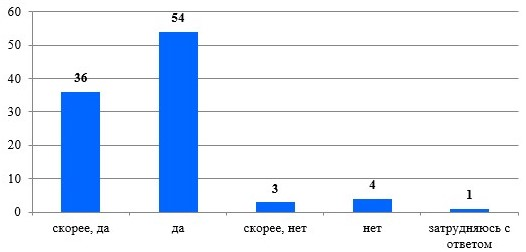 60
50
40
30
20
10
0
36
54
3
4
1
скорее, да
да
скорее, нет
нет
затрудняюсь с
ответом